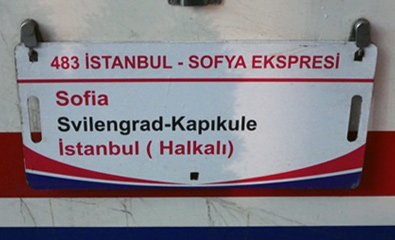 483 İSTANBUL - SOFYA EKSPRESİ
Sofia
Svilengrad-Kapıkule
İstanbul ( Halkalı)